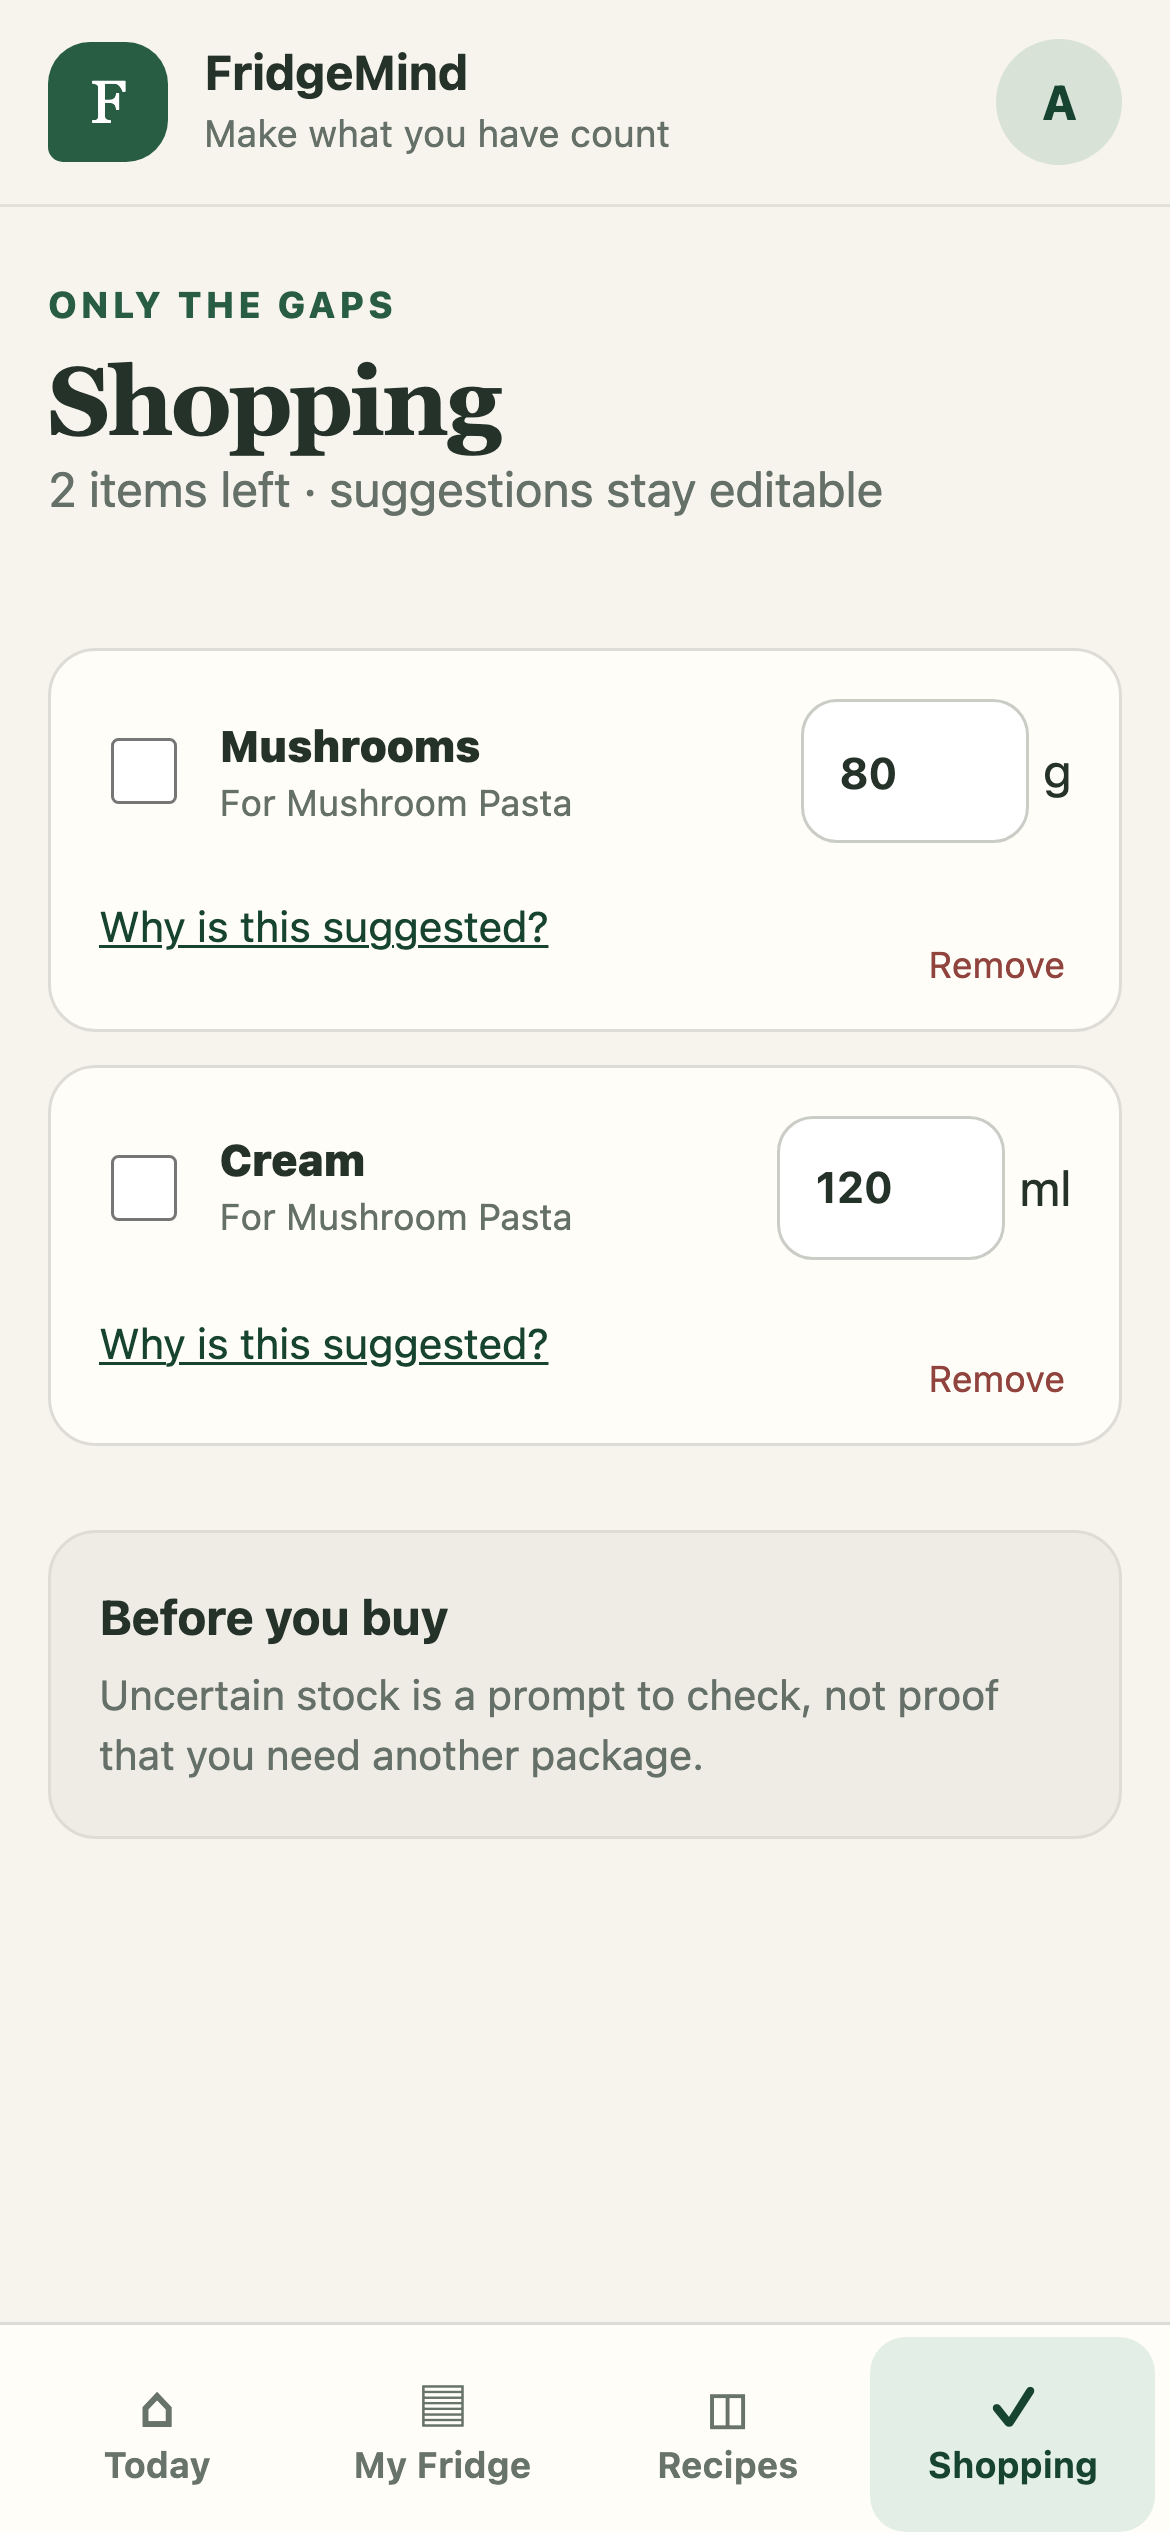 F
FridgeMind
Make what you have count
A
ONLY THE GAPS
Shopping
2 items left · suggestions stay editable
Mushrooms
For Mushroom Pasta
80 g
Why is this suggested?
Remove
Cream
For Mushroom Pasta
120 ml
Why is this suggested?
Remove
Before you buy
Uncertain stock is a prompt to check, not proof
that you need another package.
Today
My Fridge
Recipes
Shopping